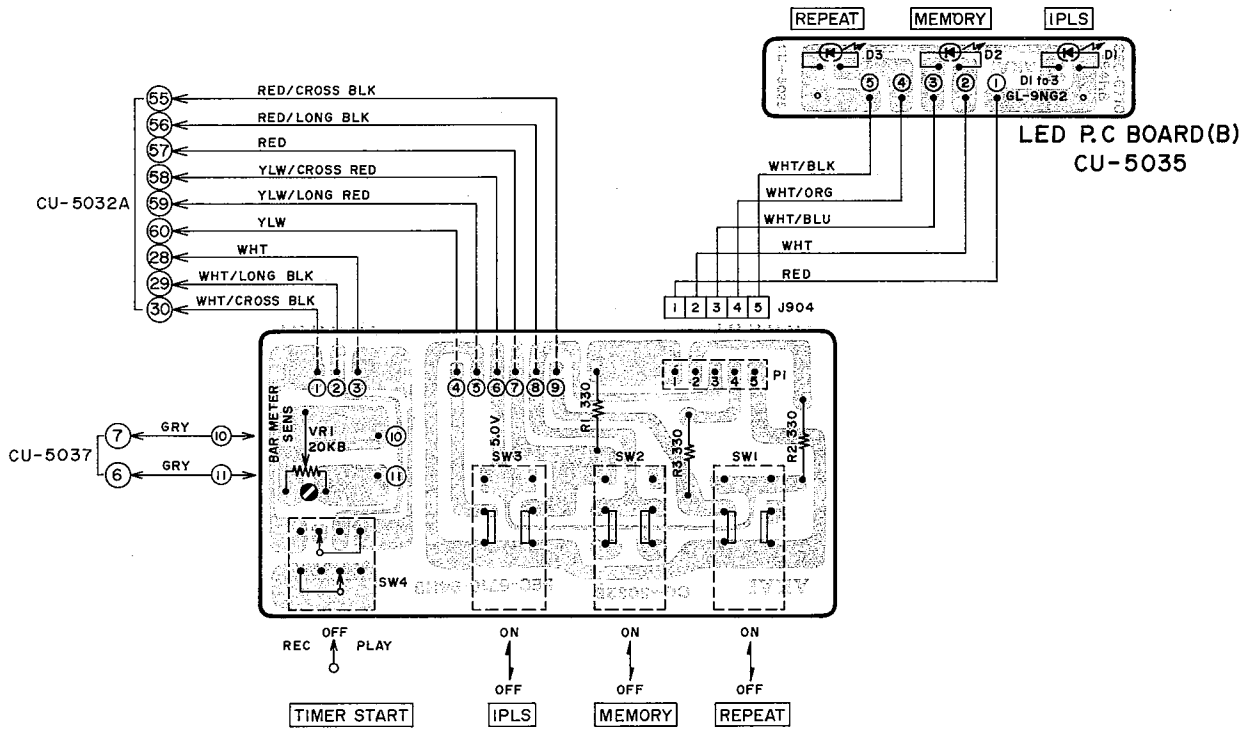 REPEAT MEMORY IPLS
D3 D2 D1
5 4 3 2 1 D1 to 3
GL-9NG2
LED P.C BOARD(B)
CU-5035
55 RED/CROSS BLK
56 RED/LONG BLK
57 RED
58 YLW/CROSS RED
59 YLW/LONG RED
60 YLW
28 WHT
29 WHT/LONG BLK
30 WHT/CROSS BLK
CU-5032A
WHT/BLK
WHT/ORG
WHT/BLU
WHT
RED
1 2 3 4 5 J904
1 2 3 4 5 6 7 8 9
1 2 3 4 5 P1
BAR METER
SENS
VR1
20KB
10
11
5.0V
R1 330
R3 330
R2 330
CU-5037
7 GRY 10
6 GRY 11
SW3 SW2 SW1
SW4
REC OFF PLAY
ON ON ON
OFF OFF OFF
TIMER START IPLS MEMORY REPEAT